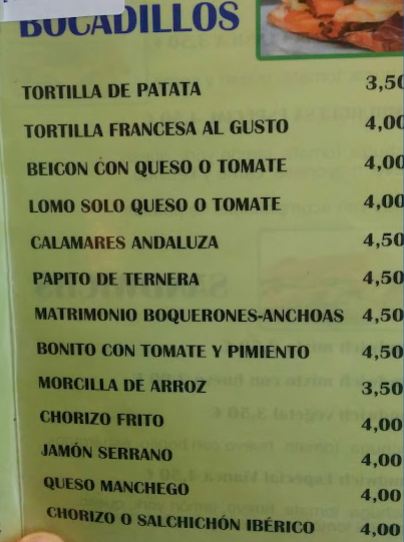 BOCADILLOS
TORTILLA DE PATATA 3,50
TORTILLA FRANCESA AL GUSTO 4,00
BEICON CON QUESO O TOMATE 4,00
LOMO SOLO QUESO O TOMATE 4,00
CALAMARES ANDALUZA 4,50
PAPITO DE TERNERA 4,50
MATRIMONIO BOQUERONES-ANCHOAS 4,50
BONITO CON TOMATE Y PIMIENTO 4,50
MORCILLA DE ARROZ 3,50
CHORIZO FRITO 4,00
JAMÓN SERRANO 4,00
QUESO MANCHEGO 4,00
CHORIZO O SALCHICHÓN IBÉRICO 4,00